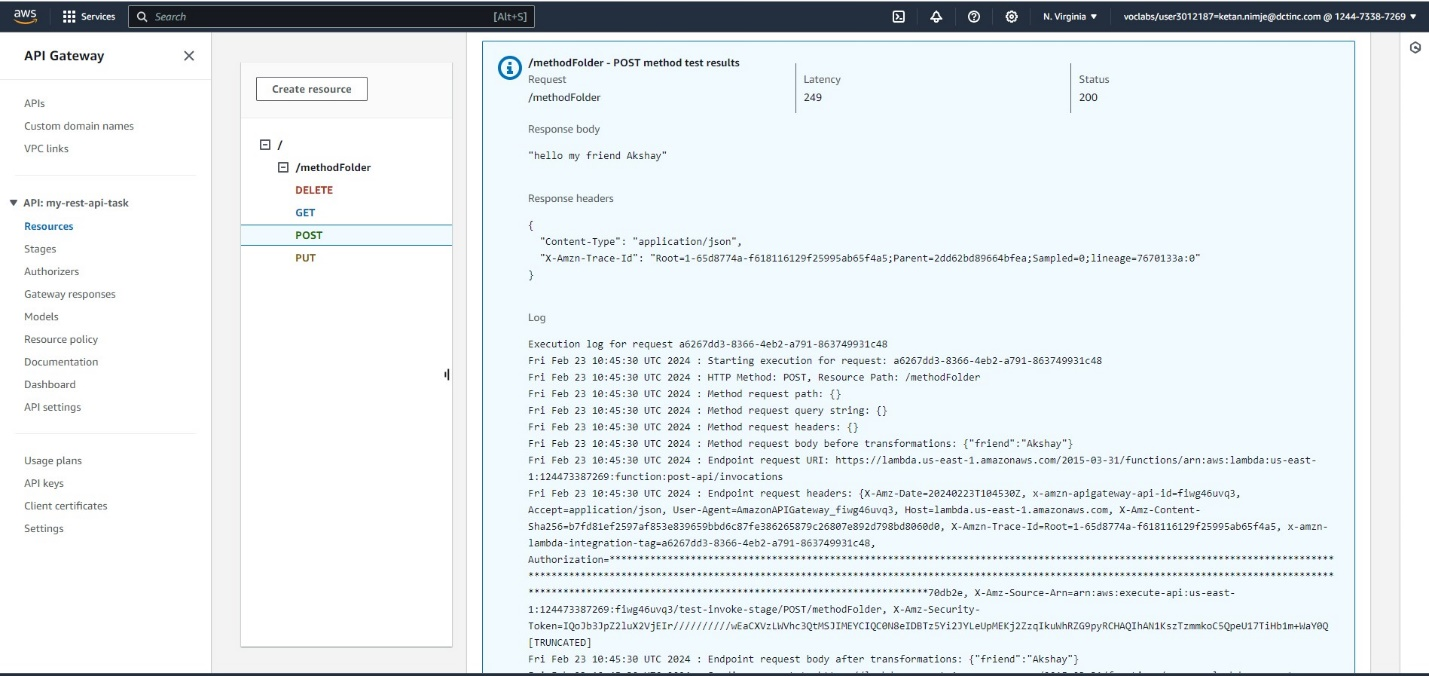 aws
Services
Search
[Alt+S]
N. Virginia
voclabs/user3012187=ketan.nimje@dctinc.com @ 1244-7338-7269
API Gateway
APIs
Custom domain names
VPC links
API: my-rest-api-task
Resources
Stages
Authorizers
Gateway responses
Models
Resource policy
Documentation
Dashboard
API settings
Usage plans
API keys
Client certificates
Settings
Create resource
/
/methodFolder
DELETE
GET
POST
PUT
/methodFolder - POST method test results
Request
/methodFolder
Latency
249
Status
200
Response body
"hello my friend Akshay"
Response headers
{
"Content-Type": "application/json",
"X-Amzn-Trace-Id": "Root=1-65d8774a-f618116129f25995ab65f4a5;Parent=2dd62bd89664bfea;Sampled=0;lineage=7670133a:0"
}
Log
Execution log for request a6267dd3-8366-4eb2-a791-863749931c48
Fri Feb 23 10:45:30 UTC 2024 : Starting execution for request: a6267dd3-8366-4eb2-a791-863749931c48
Fri Feb 23 10:45:30 UTC 2024 : HTTP Method: POST, Resource Path: /methodFolder
Fri Feb 23 10:45:30 UTC 2024 : Method request path: {}
Fri Feb 23 10:45:30 UTC 2024 : Method request query string: {}
Fri Feb 23 10:45:30 UTC 2024 : Method request headers: {}
Fri Feb 23 10:45:30 UTC 2024 : Method request body before transformations: {"friend":"Akshay"}
Fri Feb 23 10:45:30 UTC 2024 : Endpoint request URI: https://lambda.us-east-1.amazonaws.com/2015-03-31/functions/arn:aws:lambda:us-east-
1:124473387269:function:post-api/invocations
Fri Feb 23 10:45:30 UTC 2024 : Endpoint request headers: {X-Amz-Date=20240223T104530Z, x-amzn-apigateway-api-id=fiwg46uvq3,
Accept=application/json, User-Agent=AmazonAPIGateway_fiwg46uvq3, Host=lambda.us-east-1.amazonaws.com, X-Amz-Content-
Sha256=b7fd81ef2597af853e839659bbd6c87fe386265879c26807e892d798bd8060d0, X-Amzn-Trace-Id=Root=1-65d8774a-f618116129f25995ab65f4a5, x-amzn-
lambda-integration-tag=a6267dd3-8366-4eb2-a791-863749931c48,
Authorization=
70db2e, X-Amz-Source-Arn=arn:aws:execute-api:us-east-
1:124473387269:fiwg46uvq3/test-invoke-stage/POST/methodFolder, X-Amz-Security-
[TRUNCATED]
Fri Feb 23 10:45:30 UTC 2024 : Endpoint request body after transformations: {"friend":"Akshay"}